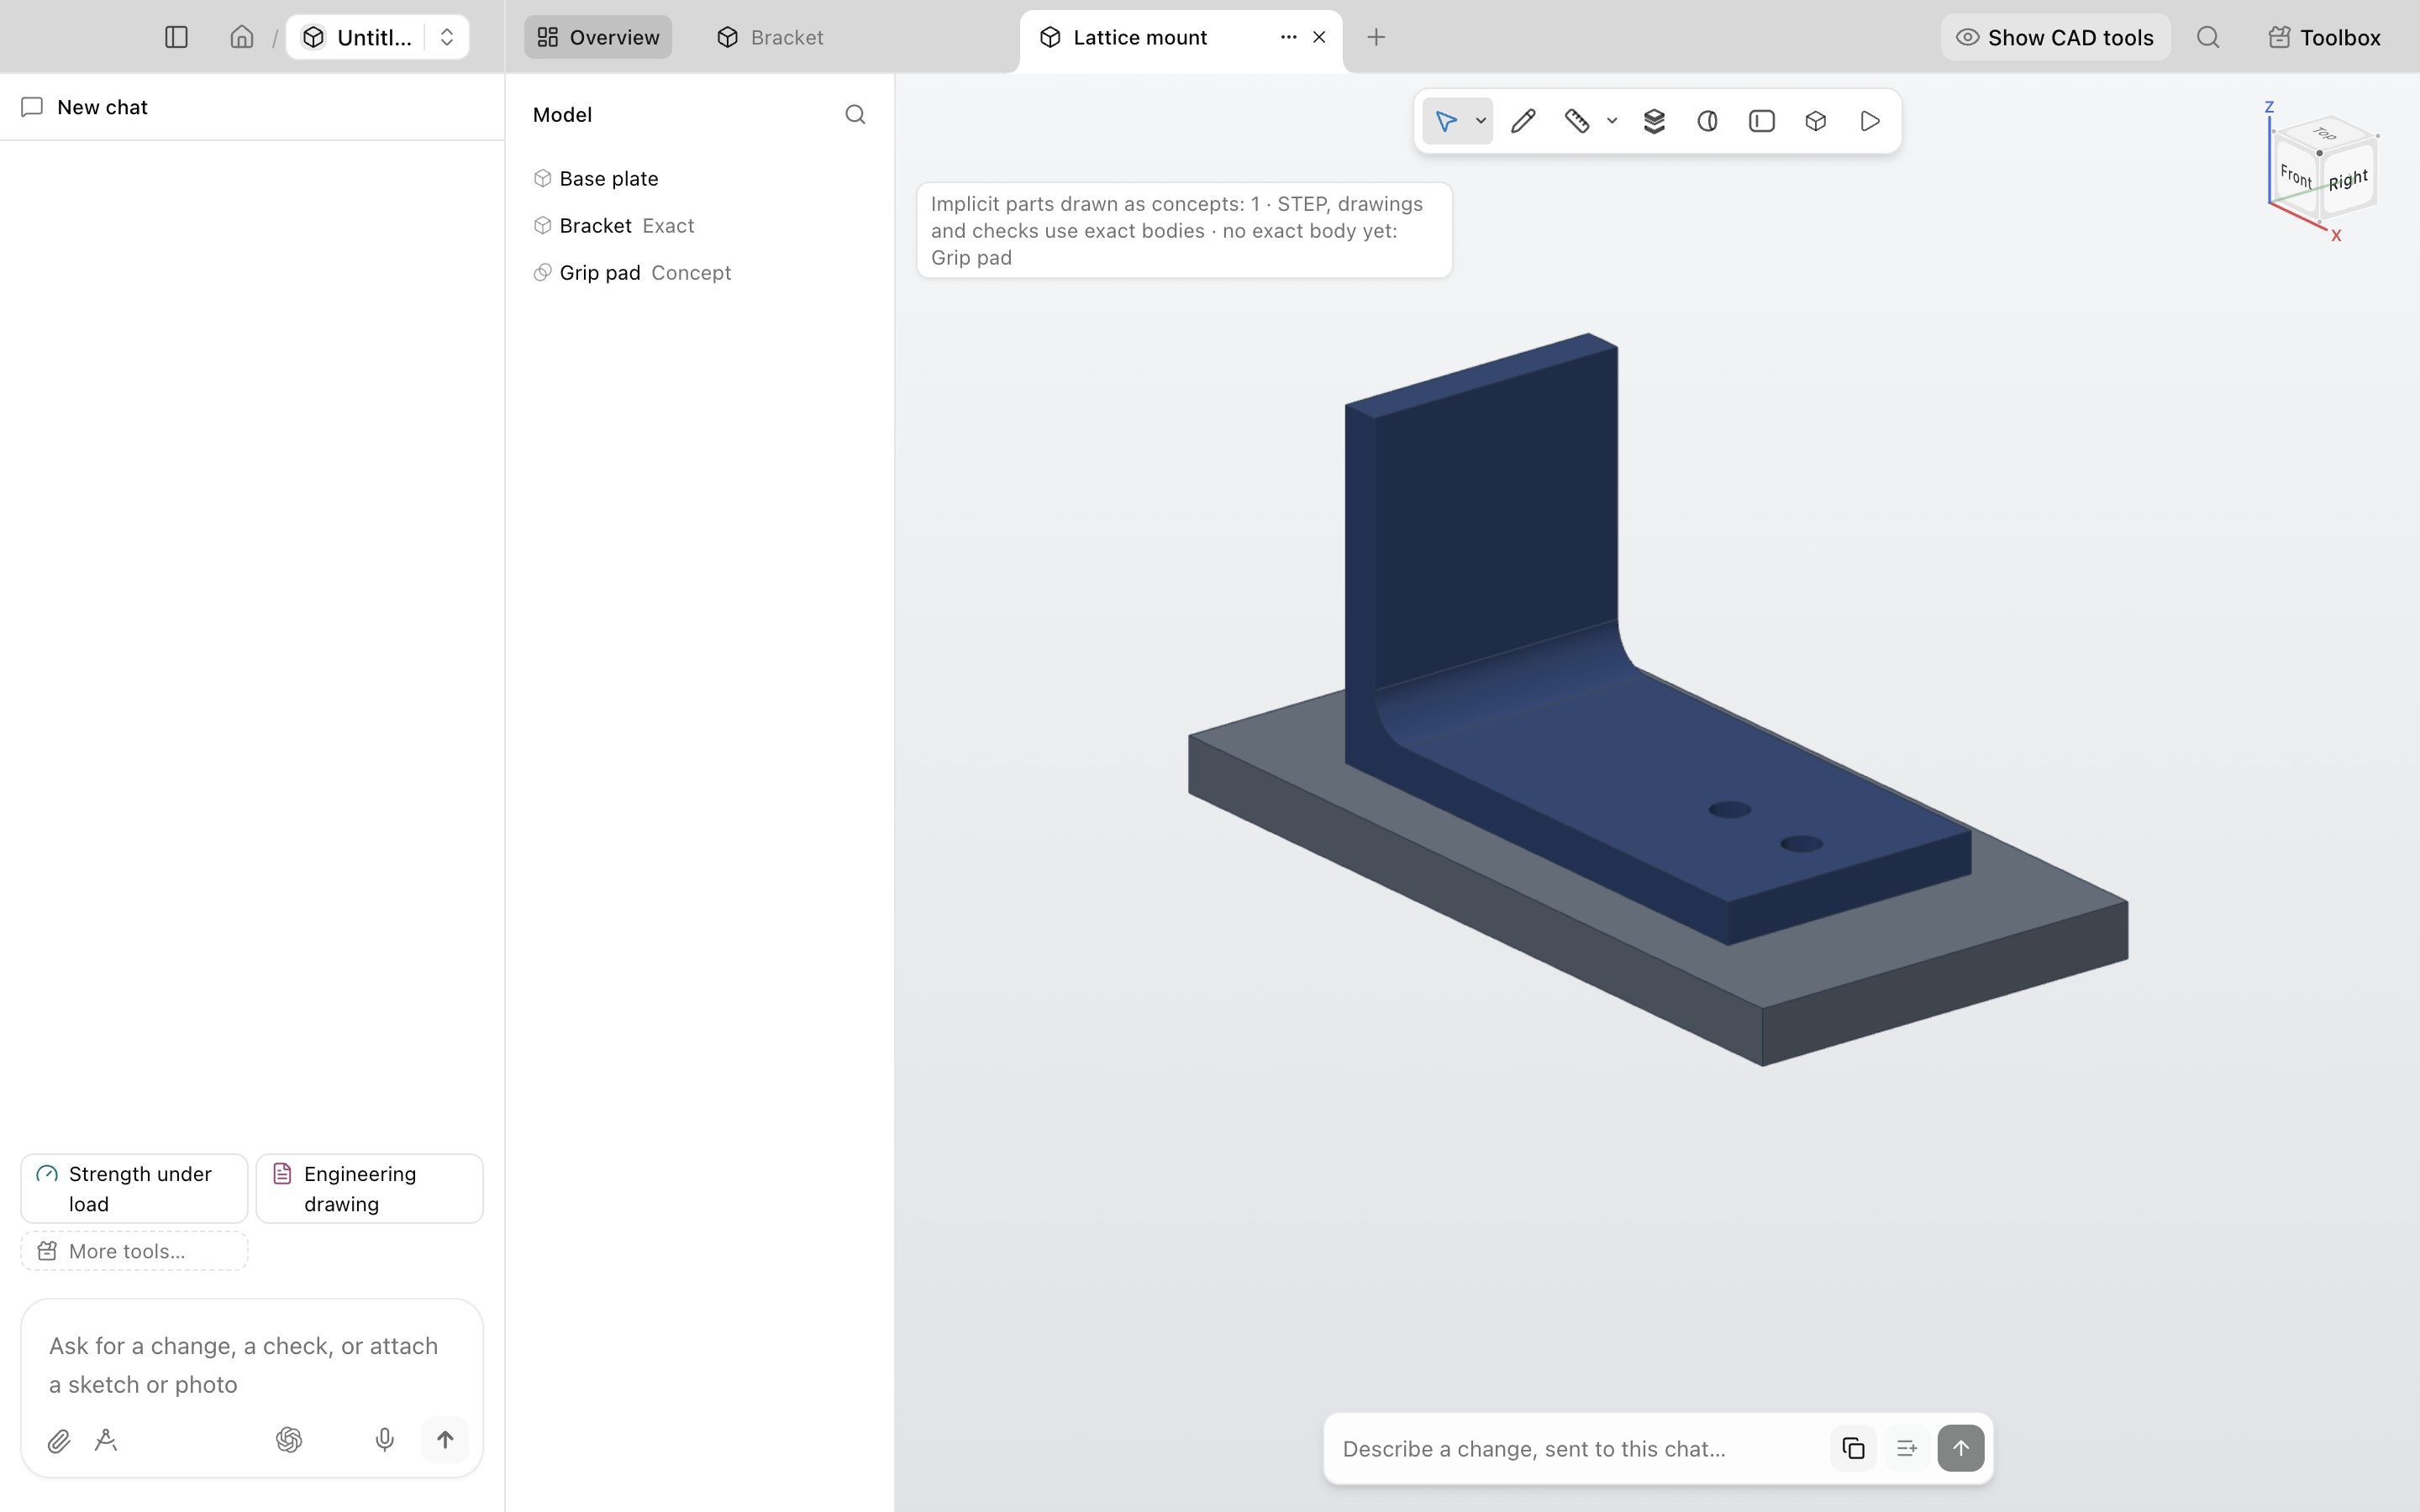 Untitl...
Overview
Bracket
Lattice mount
Show CAD tools
Toolbox
New chat
Model
Base plate
Bracket Exact
Grip pad Concept
Implicit parts drawn as concepts: 1 · STEP, drawings
and checks use exact bodies · no exact body yet:
Grip pad
Z
Top
Front
Right
X
Strength under
load
Engineering
drawing
More tools...
Ask for a change, a check, or attach
a sketch or photo
Describe a change, sent to this chat...